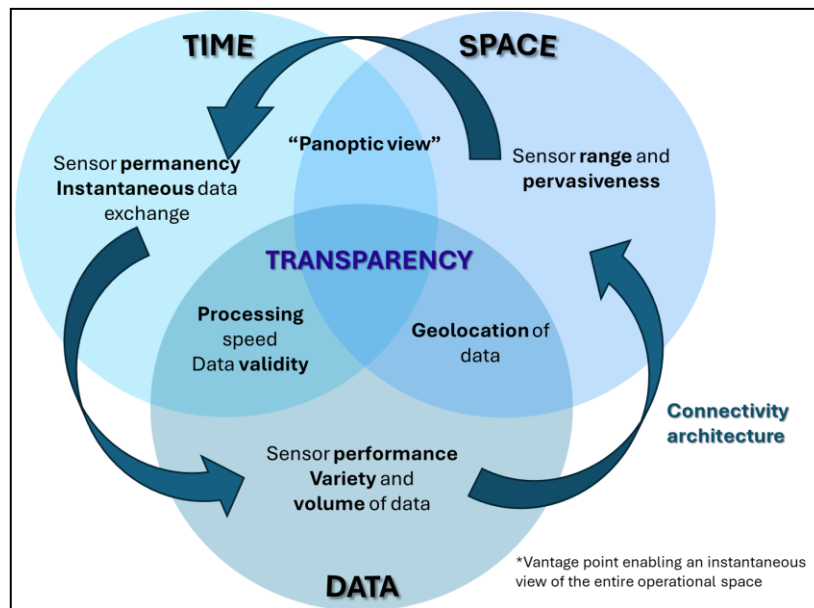 TIME
SPACE
“Panoptic view”
Sensor permanency
Instantaneous data
exchange
Sensor range and
pervasiveness
TRANSPARENCY
Processing
speed
Data validity
Geolocation of
data
Connectivity
architecture
Sensor performance
Variety and
volume of data
DATA
*Vantage point enabling an instantaneous
view of the entire operational space